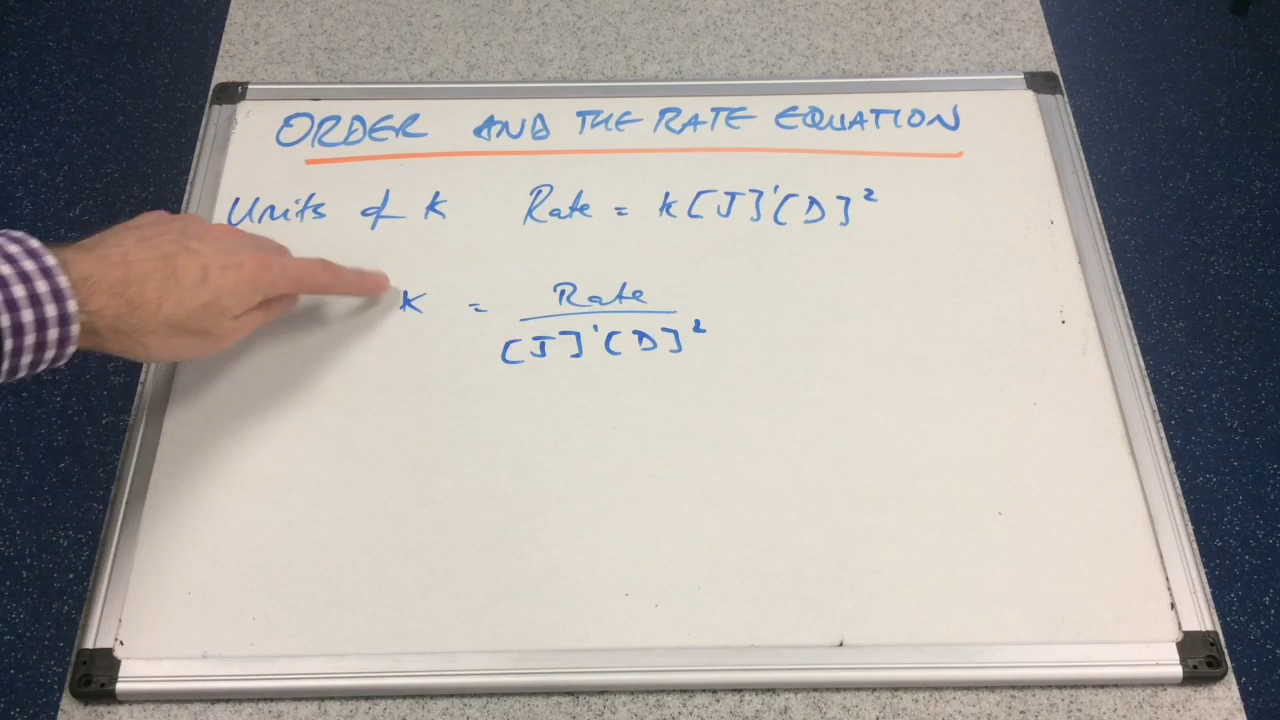 ORDER AND THE RATE EQUATION
Units of k Rate = k[J]¹[D]²
k = Rate
[J]¹[D]²